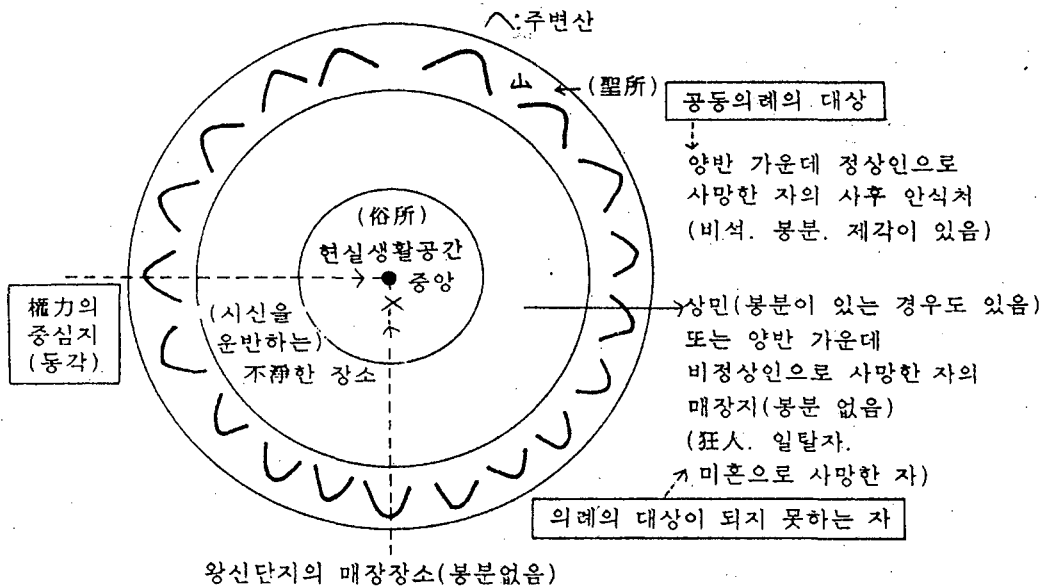 へ:주변산
山
(聖所)
공동의례의 대상
양반 가운데 정상인으로
사망한 자의 사후 안식처
(비석. 봉분. 제각이 있음)
(俗所)
현실생활공간
중앙
權力의
중심지
(동각)
(시신을
운반하는)
不淨한 장소
상민(봉분이 있는 경우도 있음)
또는 양반 가운데
비정상인으로 사망한 자의
매장지(봉분 없음)
(狂人. 일탈자.
미혼으로 사망한 자)
의례의 대상이 되지 못하는 자
왕신단지의 매장장소(봉분없음)